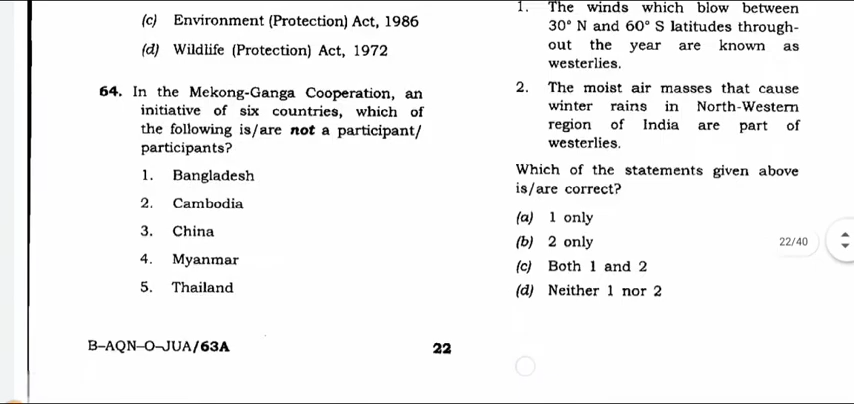 (c) Environment (Protection) Act, 1986
(d) Wildlife (Protection) Act, 1972
64. In the Mekong-Ganga Cooperation, an
initiative of six countries, which of
the following is/are not a participant/
participants?
1. Bangladesh
2. Cambodia
3. China
4. Myanmar
5. Thailand
B–AQN–O–JUA/63A
1. The winds which blow between
30° N and 60° S latitudes through-
out the year are known as
westerlies.
2. The moist air masses that cause
winter rains in North-Western
region of India are part of
westerlies.
Which of the statements given above
is/are correct?
(a) 1 only
(b) 2 only
(c) Both 1 and 2
(d) Neither 1 nor 2
22/40
22